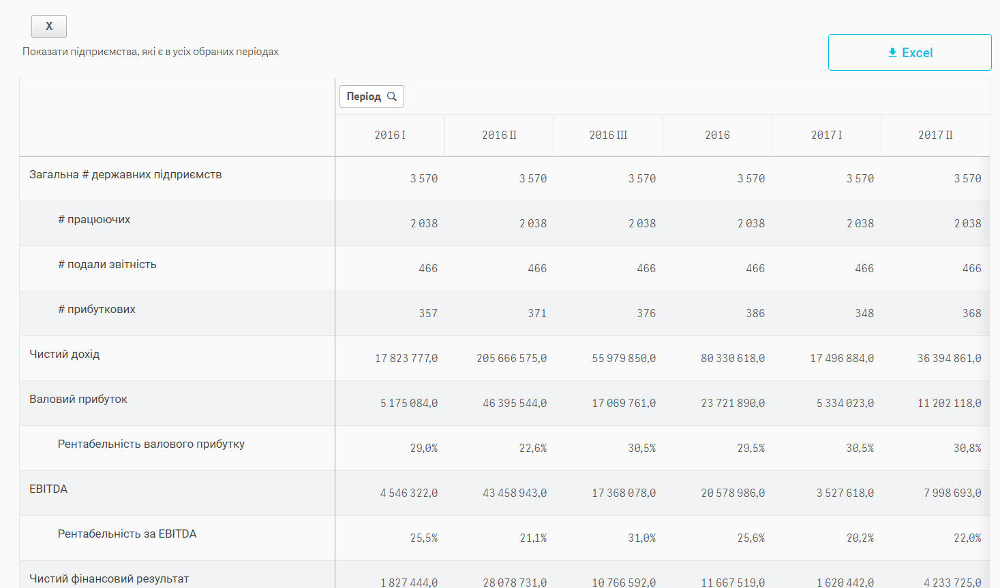 X
Показати підприємства, які є в усіх обраних періодах
Excel
Період
2016 I 2016 II 2016 III 2016 2017 I 2017 II
Загальна # державних підприємств 3 570 3 570 3 570 3 570 3 570 3 570
# працюючих 2 038 2 038 2 038 2 038 2 038 2 038
# подали звітність 466 466 466 466 466 466
# прибуткових 357 371 376 386 348 368
Чистий дохід 17 823 777,0 205 666 575,0 55 979 850,0 80 330 618,0 17 496 884,0 36 394 861,0
Валовий прибуток 5 175 084,0 46 395 544,0 17 069 761,0 23 721 890,0 5 334 023,0 11 202 118,0
Рентабельність валового прибутку 29,0% 22,6% 30,5% 29,5% 30,5% 30,8%
EBITDA 4 546 322,0 43 458 943,0 17 368 078,0 20 578 986,0 3 527 618,0 7 998 693,0
Рентабельність за EBITDA 25,5% 21,1% 31,0% 25,6% 20,2% 22,0%
Чистий фінансовий результат 1 827 444,0 28 078 731,0 10 766 592,0 11 667 519,0 1 620 442,0 4 233 725,0